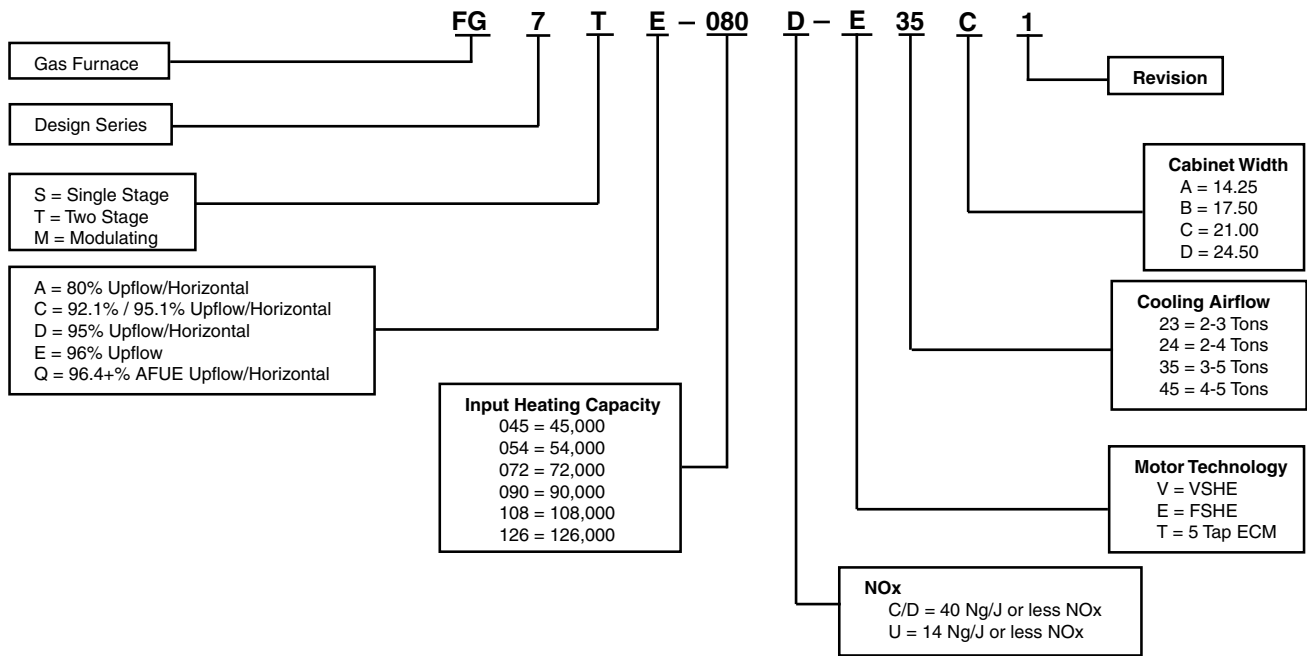 FG 7 T E – 080 D – E 35 C 1
Gas Furnace
Design Series
S = Single Stage
T = Two Stage
M = Modulating
A = 80% Upflow/Horizontal
C = 92.1% / 95.1% Upflow/Horizontal
D = 95% Upflow/Horizontal
E = 96% Upflow
Q = 96.4+% AFUE Upflow/Horizontal
Input Heating Capacity
045 = 45,000
054 = 54,000
072 = 72,000
090 = 90,000
108 = 108,000
126 = 126,000
Revision
Cabinet Width
A = 14.25
B = 17.50
C = 21.00
D = 24.50
Cooling Airflow
23 = 2-3 Tons
24 = 2-4 Tons
35 = 3-5 Tons
45 = 4-5 Tons
Motor Technology
V = VSHE
E = FSHE
T = 5 Tap ECM
NOx
C/D = 40 Ng/J or less NOx
U = 14 Ng/J or less NOx